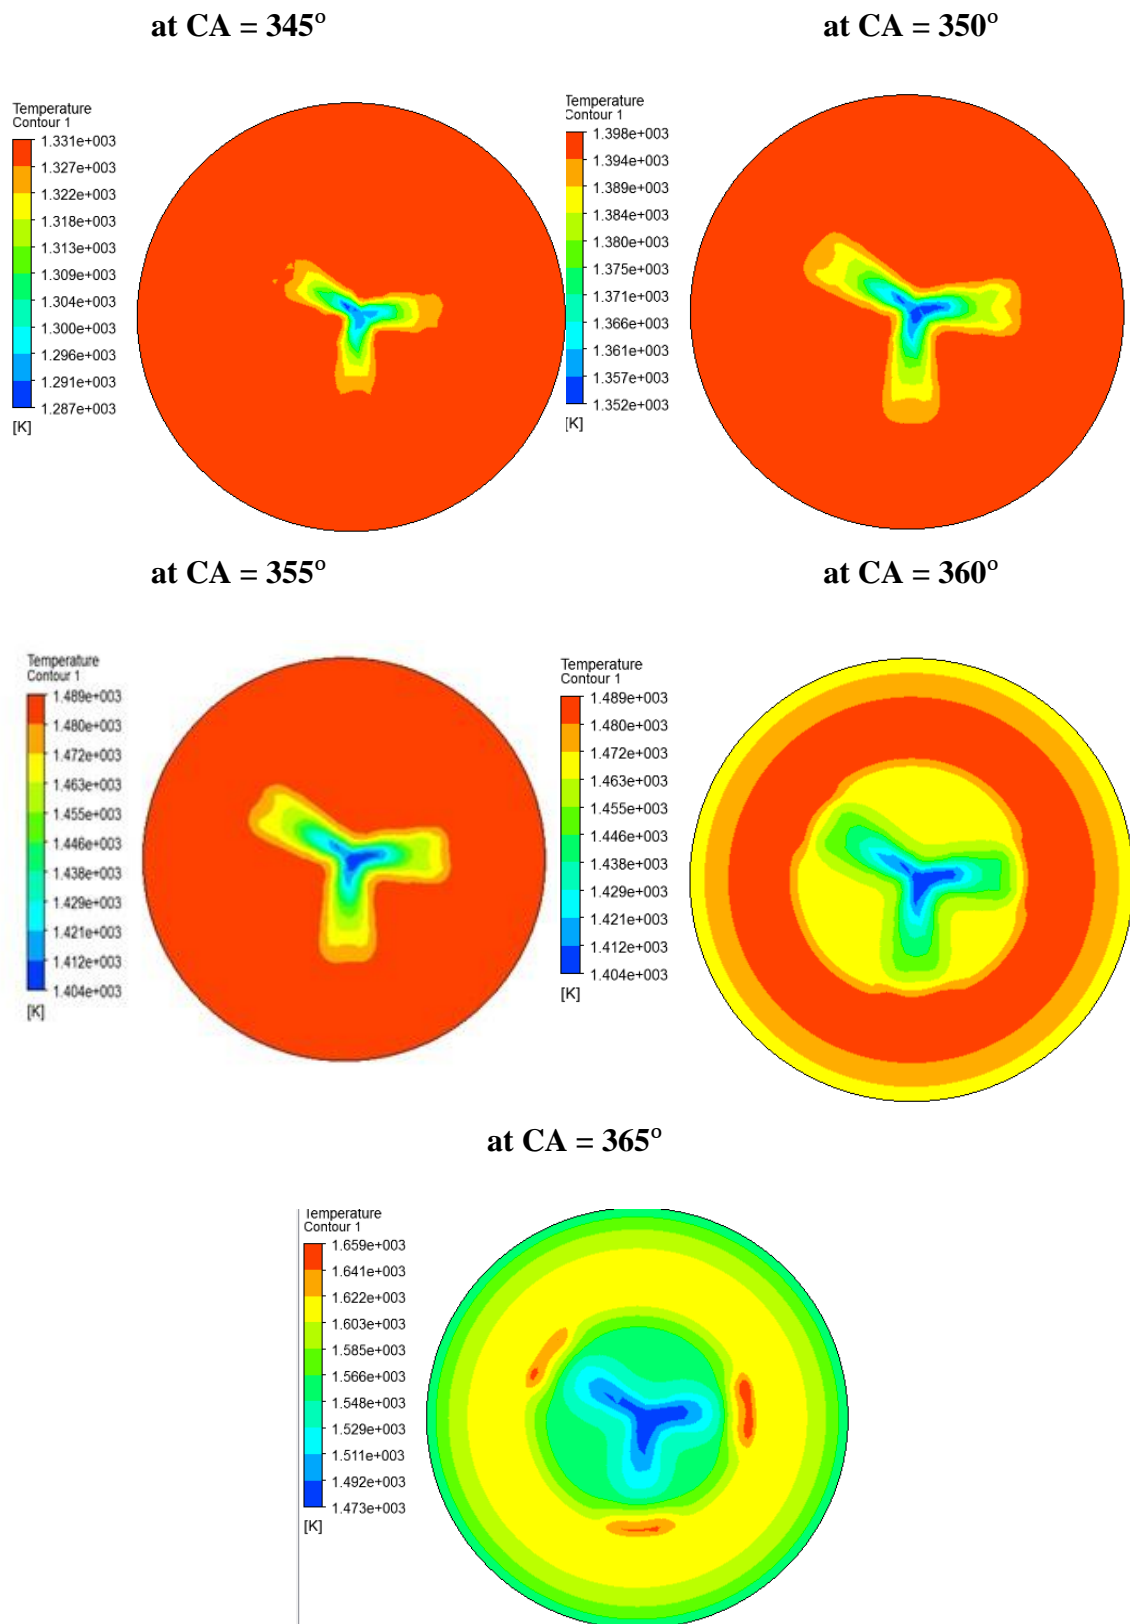 at CA = 345°
at CA = 350°
Temperature
Contour 1
1.331e+003
1.327e+003
1.322e+003
1.318e+003
1.313e+003
1.309e+003
1.304e+003
1.300e+003
1.296e+003
1.291e+003
1.287e+003
[K]
Temperature
Contour 1
1.398e+003
1.394e+003
1.389e+003
1.384e+003
1.380e+003
1.375e+003
1.371e+003
1.366e+003
1.361e+003
1.357e+003
1.352e+003
[K]
at CA = 355°
at CA = 360°
Temperature
Contour 1
1.489e+003
1.480e+003
1.472e+003
1.463e+003
1.455e+003
1.446e+003
1.438e+003
1.429e+003
1.421e+003
1.412e+003
1.404e+003
[K]
Temperature
Contour 1
1.489e+003
1.480e+003
1.472e+003
1.463e+003
1.455e+003
1.446e+003
1.438e+003
1.429e+003
1.421e+003
1.412e+003
1.404e+003
[K]
at CA = 365°
Temperature
Contour 1
1.659e+003
1.641e+003
1.622e+003
1.603e+003
1.585e+003
1.566e+003
1.548e+003
1.529e+003
1.511e+003
1.492e+003
1.473e+003
[K]